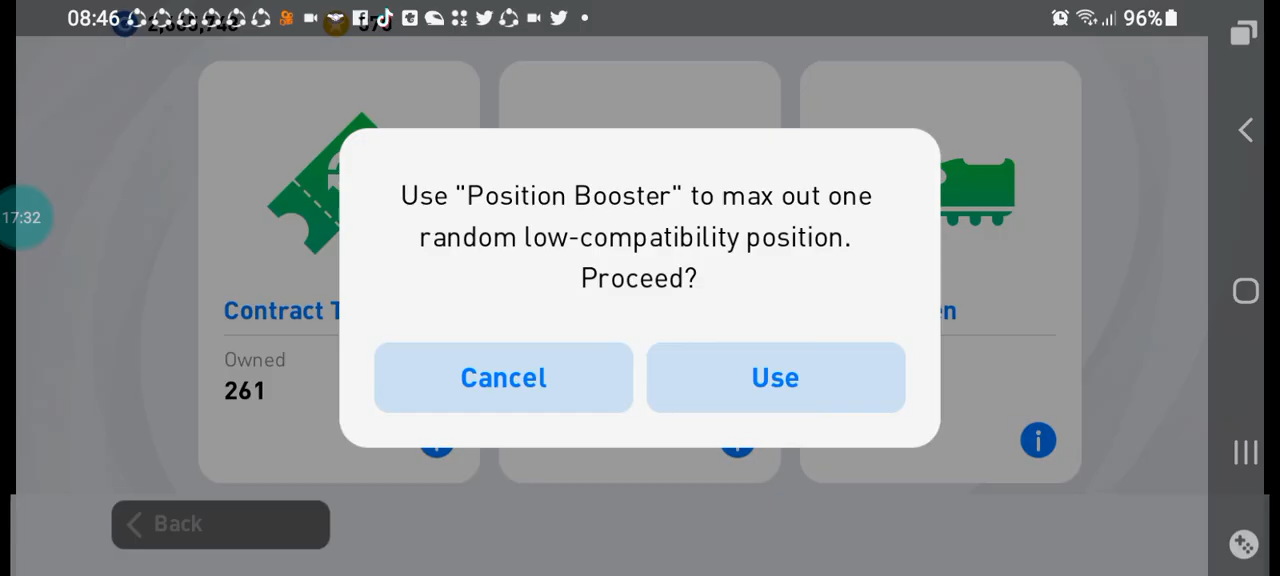 08:46
96%
17:32
Use "Position Booster" to max out one
random low-compatibility position.
Proceed?
Contract
Owned
261
Cancel
Use
Back